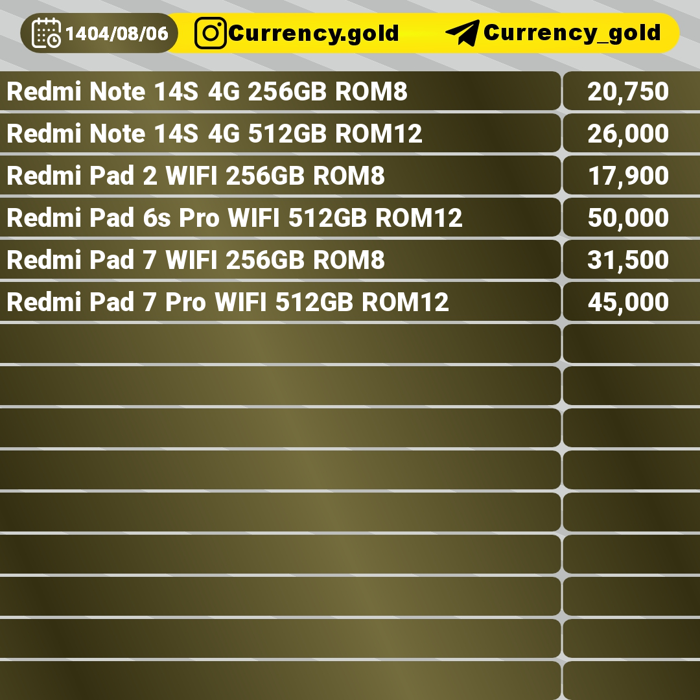 1404/08/06 Currency.gold Currency_gold
Redmi Note 14S 4G 256GB ROM8 20,750
Redmi Note 14S 4G 512GB ROM12 26,000
Redmi Pad 2 WIFI 256GB ROM8 17,900
Redmi Pad 6s Pro WIFI 512GB ROM12 50,000
Redmi Pad 7 WIFI 256GB ROM8 31,500
Redmi Pad 7 Pro WIFI 512GB ROM12 45,000